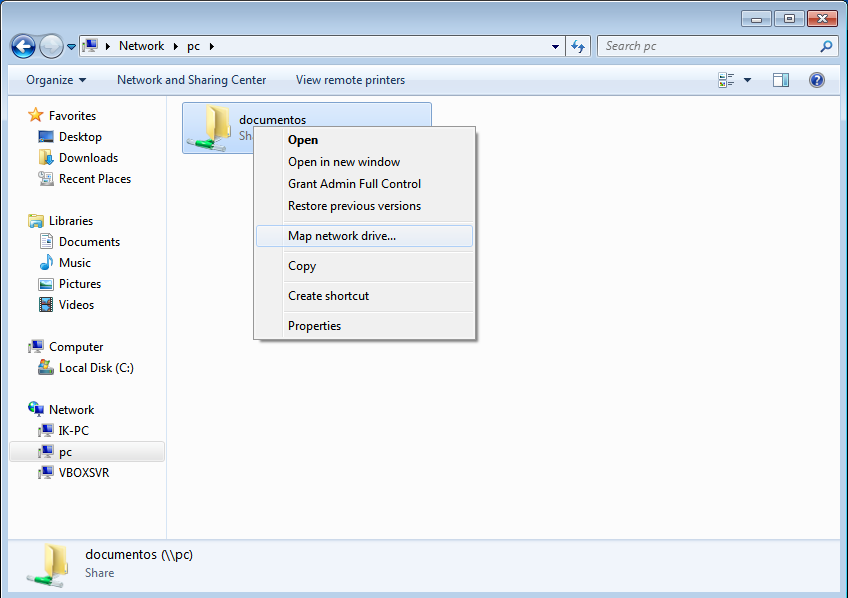 Network pc
Search pc
Organize Network and Sharing Center View remote printers
Favorites
Desktop
Downloads
Recent Places
Libraries
Documents
Music
Pictures
Videos
Computer
Local Disk (C:)
Network
IK-PC
pc
VBOXSVR
documentos
Open
Open in new window
Grant Admin Full Control
Restore previous versions
Map network drive...
Copy
Create shortcut
Properties
documentos (\\pc)
Share